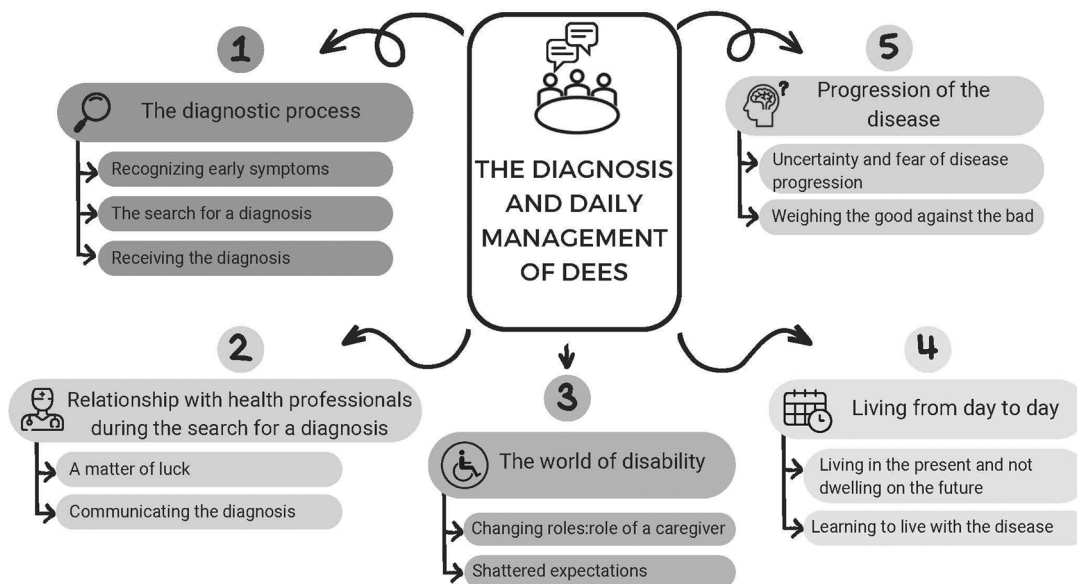 THE DIAGNOSIS
AND DAILY
MANAGEMENT
OF DEES
1
The diagnostic process
Recognizing early symptoms
The search for a diagnosis
Receiving the diagnosis
2
Relationship with health professionals
during the search for a diagnosis
A matter of luck
Communicating the diagnosis
3
The world of disability
Changing roles:role of a caregiver
Shattered expectations
4
Living from day to day
Living in the present and not
dwelling on the future
Learning to live with the disease
5
Progression of the
disease
?
Uncertainty and fear of disease
progression
Weighing the good against the bad